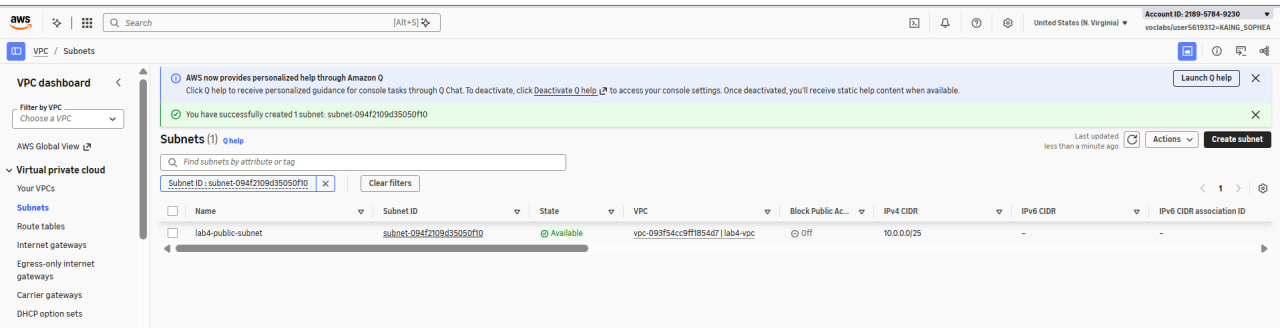 aws
Search [Alt+S]
United States (N. Virginia)
Account ID: 2189-5784-9230
voclabs/user5619312=KAING_SOPHEA
VPC / Subnets
VPC dashboard
Filter by VPC
Choose a VPC
AWS Global View
Virtual private cloud
Your VPCs
Subnets
Route tables
Internet gateways
Egress-only internet
gateways
Carrier gateways
DHCP option sets
AWS now provides personalized help through Amazon Q
Click Q help to receive personalized guidance for console tasks through Q Chat. To deactivate, click Deactivate Q help to access your console settings. Once deactivated, you'll receive static help content when available.
Launch Q help
You have successfully created 1 subnet: subnet-094f2109d35050f10
Subnets (1) Q help
Last updated
less than a minute ago
Actions
Create subnet
Find subnets by attribute or tag
Subnet ID : subnet-094f2109d35050f10
Clear filters
1
Name Subnet ID State VPC Block Public Ac... IPv4 CIDR IPv6 CIDR IPv6 CIDR association ID
lab4-public-subnet subnet-094f2109d35050f10 Available vpc-093f54cc9ff1854d7 | lab4-vpc Off 10.0.0.0/25 – –